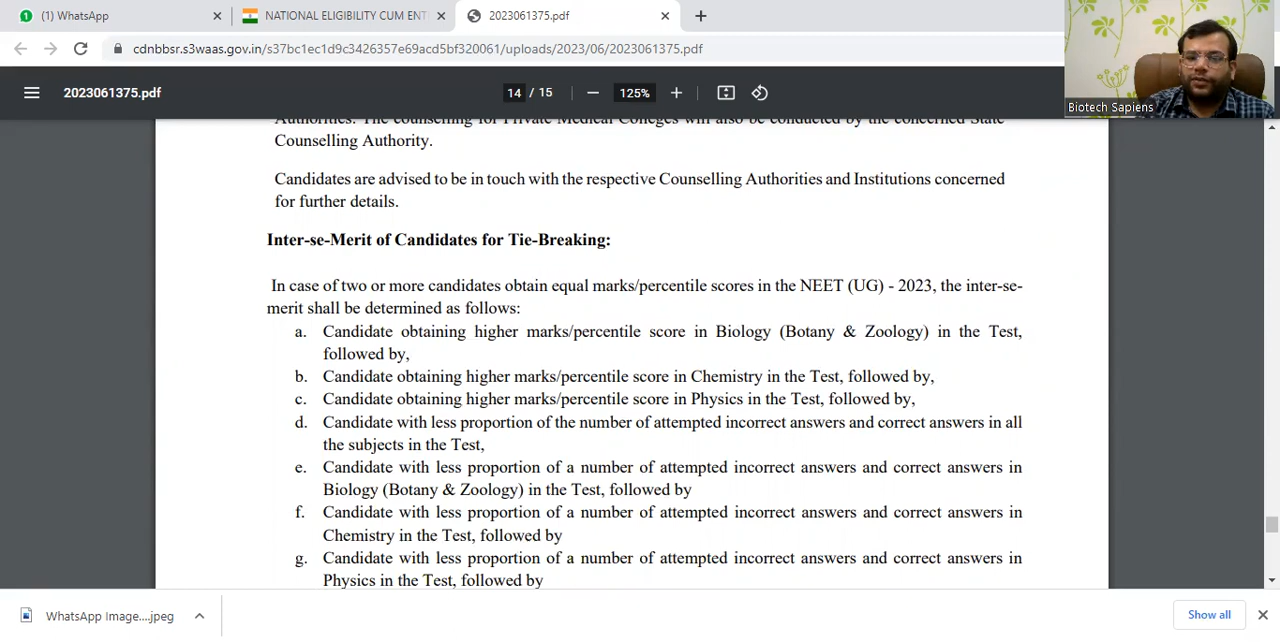 (1) WhatsApp
NATIONAL ELIGIBILITY CUM ENT
2023061375.pdf
cdnbbsr.s3waas.gov.in/s37bc1ec1d9c3426357e69acd5bf320061/uploads/2023/06/2023061375.pdf
2023061375.pdf
14 / 15
125%
Biotech Sapiens
Authorities. The counselling for Private Medical Colleges will also be conducted by the concerned State
Counselling Authority.
Candidates are advised to be in touch with the respective Counselling Authorities and Institutions concerned
for further details.
Inter-se-Merit of Candidates for Tie-Breaking:
In case of two or more candidates obtain equal marks/percentile scores in the NEET (UG) - 2023, the inter-se-
merit shall be determined as follows:
a. Candidate obtaining higher marks/percentile score in Biology (Botany & Zoology) in the Test,
followed by,
b. Candidate obtaining higher marks/percentile score in Chemistry in the Test, followed by,
c. Candidate obtaining higher marks/percentile score in Physics in the Test, followed by,
d. Candidate with less proportion of the number of attempted incorrect answers and correct answers in all
the subjects in the Test,
e. Candidate with less proportion of a number of attempted incorrect answers and correct answers in
Biology (Botany & Zoology) in the Test, followed by
f. Candidate with less proportion of a number of attempted incorrect answers and correct answers in
Chemistry in the Test, followed by
g. Candidate with less proportion of a number of attempted incorrect answers and correct answers in
Physics in the Test, followed by
WhatsApp Image....jpeg
Show all